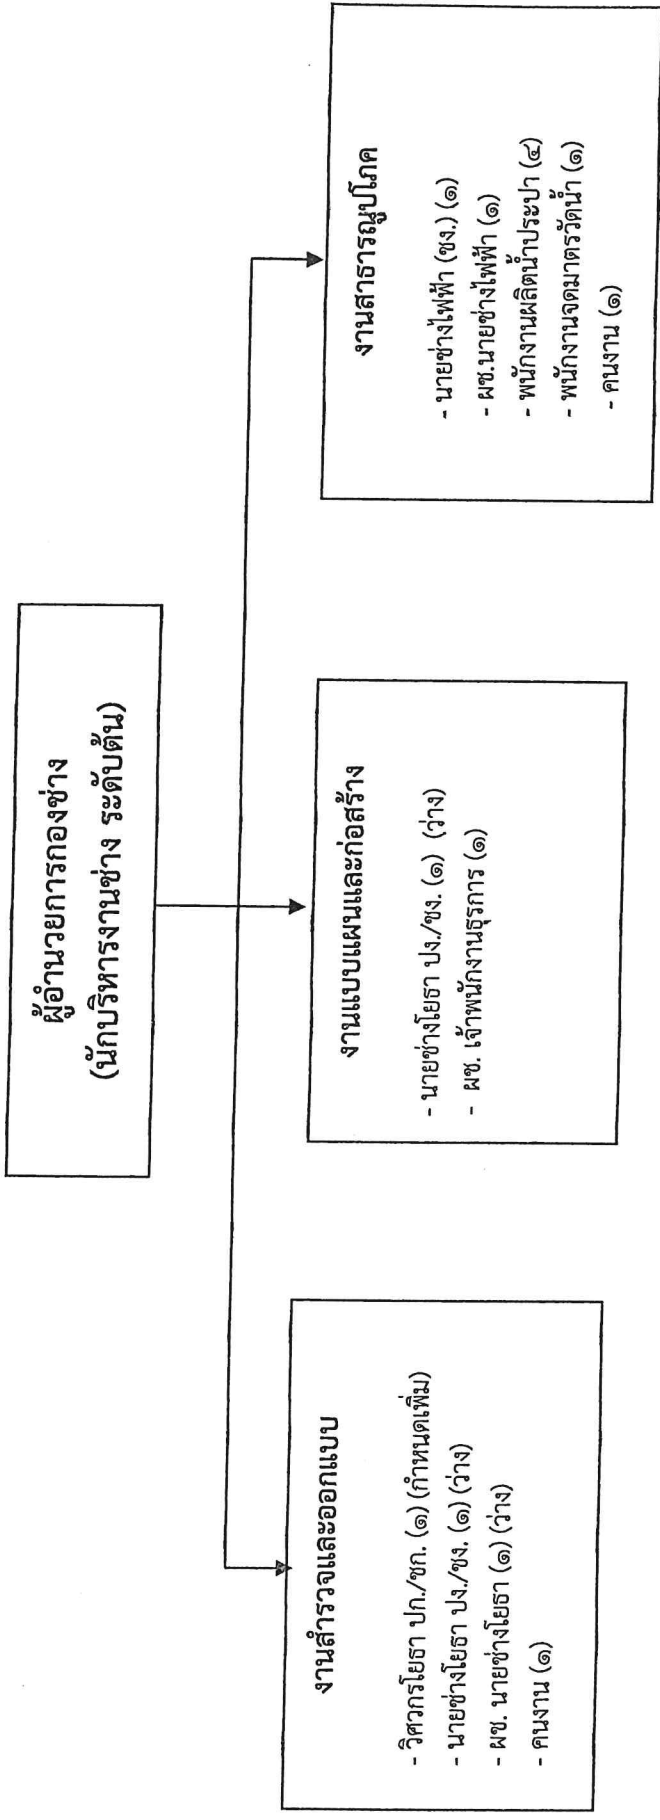 ผู้อำนวยการกองช่าง
(นักบริหารงานช่าง ระดับต้น)
งานสำรวจและออกแบบ
- วิศวกรโยธา ปก./ชก. (๑) (กำหนดเพิ่ม)
- นายช่างโยธา ปง./ชง. (๑) (ว่าง)
- ผช. นายช่างโยธา (๑) (ว่าง)
- คนงาน (๑)
งานแบบแผนและก่อสร้าง
- นายช่างโยธา ปง./ชง. (๑) (ว่าง)
- ผช. เจ้าพนักงานธุรการ (๑)
งานสาธารณูปโภค
- นายช่างไฟฟ้า (ชง.) (๑)
- ผช.นายช่างไฟฟ้า (๑)
- พนักงานผลิตน้ำประปา (๔)
- พนักงานจดมาตรวัดน้ำ (๑)
- คนงาน (๑)